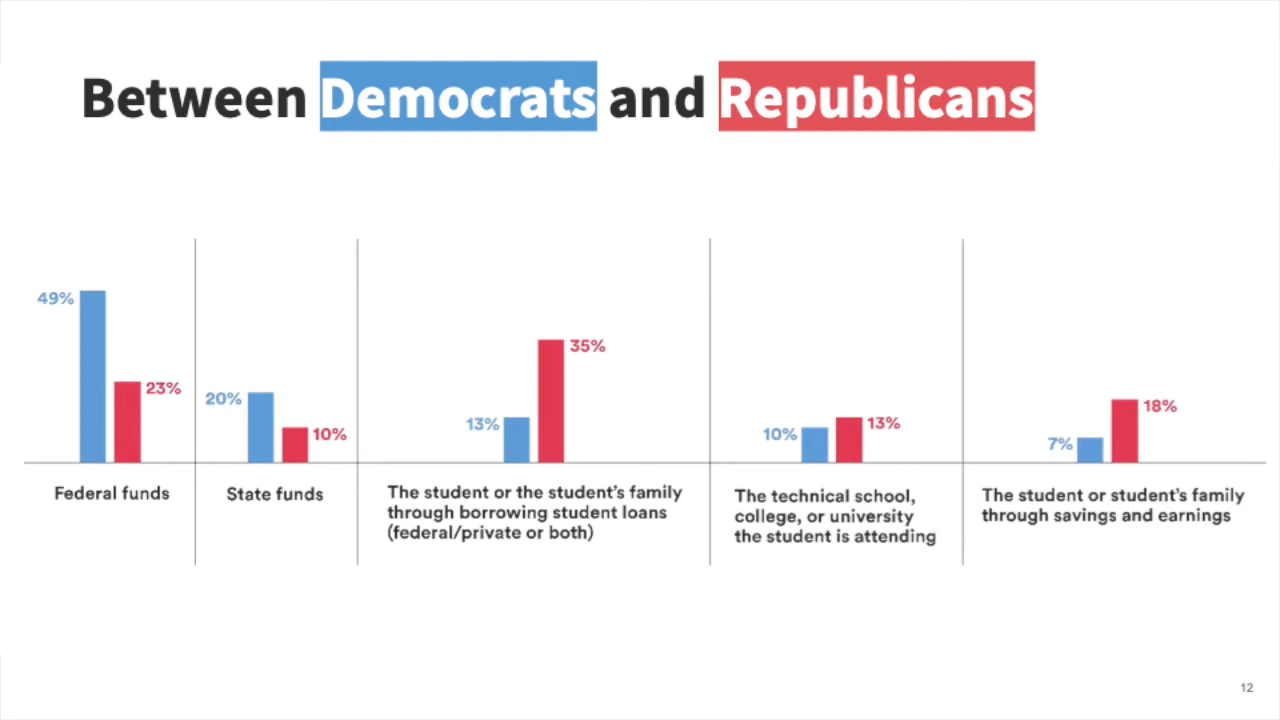 Between Democrats and Republicans
49%
23%
20%
10%
13%
35%
10%
13%
7%
18%
Federal funds
State funds
The student or the student's family
through borrowing student loans
(federal/private or both)
The technical school,
college, or university
the student is attending
The student or student's family
through savings and earnings
12